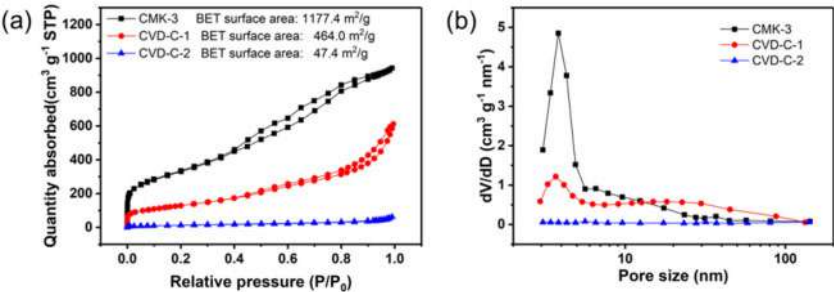 (a)
CMK-3 BET surface area: 1177.4 m²/g
CVD-C-1 BET surface area: 464.0 m²/g
CVD-C-2 BET surface area: 47.4 m²/g
Quantity absorbed(cm³ g⁻¹ STP)
1200
1000
800
600
400
200
0
0.0 0.2 0.4 0.6 0.8 1.0
Relative pressure (P/P₀)
(b)
CMK-3
CVD-C-1
CVD-C-2
dV/dD (cm³ g⁻¹ nm⁻¹)
5
4
3
2
1
0
10 100
Pore size (nm)